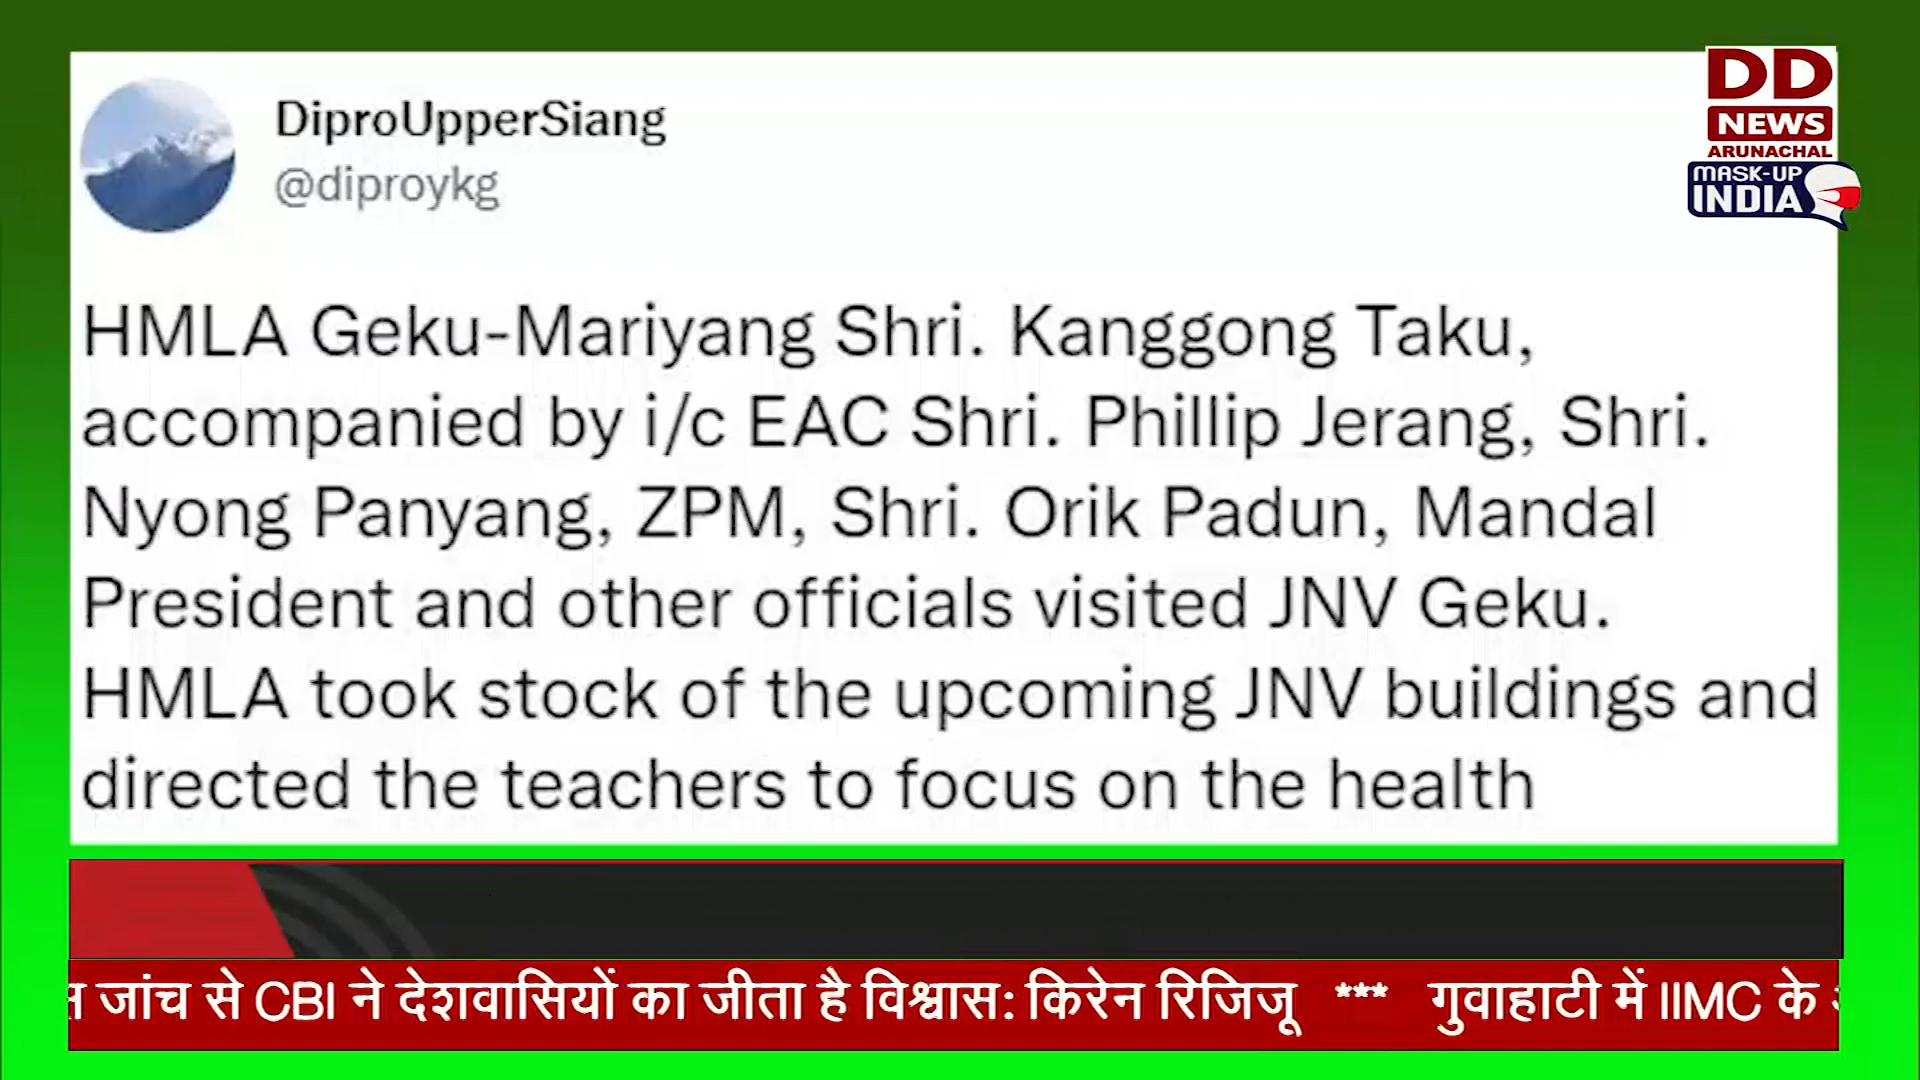 DiproUpperSiang
@diproykg
HMLA Geku-Mariyang Shri. Kanggong Taku,
accompanied by i/c EAC Shri. Phillip Jerang, Shri.
Nyong Panyang, ZPM, Shri. Orik Padun, Mandal
President and other officials visited JNV Geku.
HMLA took stock of the upcoming JNV buildings and
directed the teachers to focus on the health
DD
NEWS
ARUNACHAL
MASK-UP
INDIA
जांच से CBI ने देशवासियों का जीता है विश्वास: किरेन रिजिजू *** गुवाहाटी में IIMC के